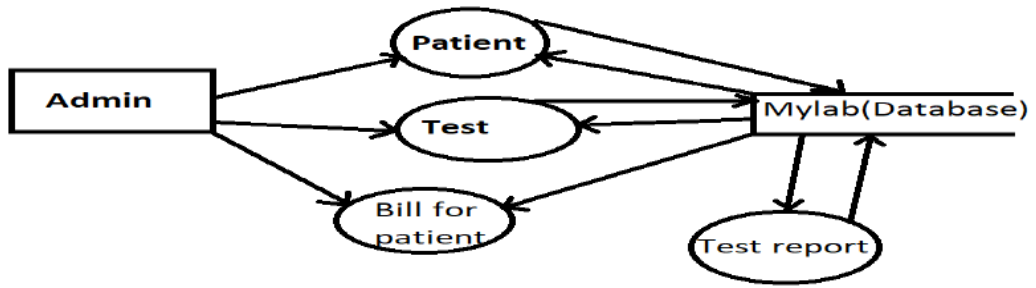 Patient
Admin
Mylab(Database)
Test
Bill for
patient
Test report